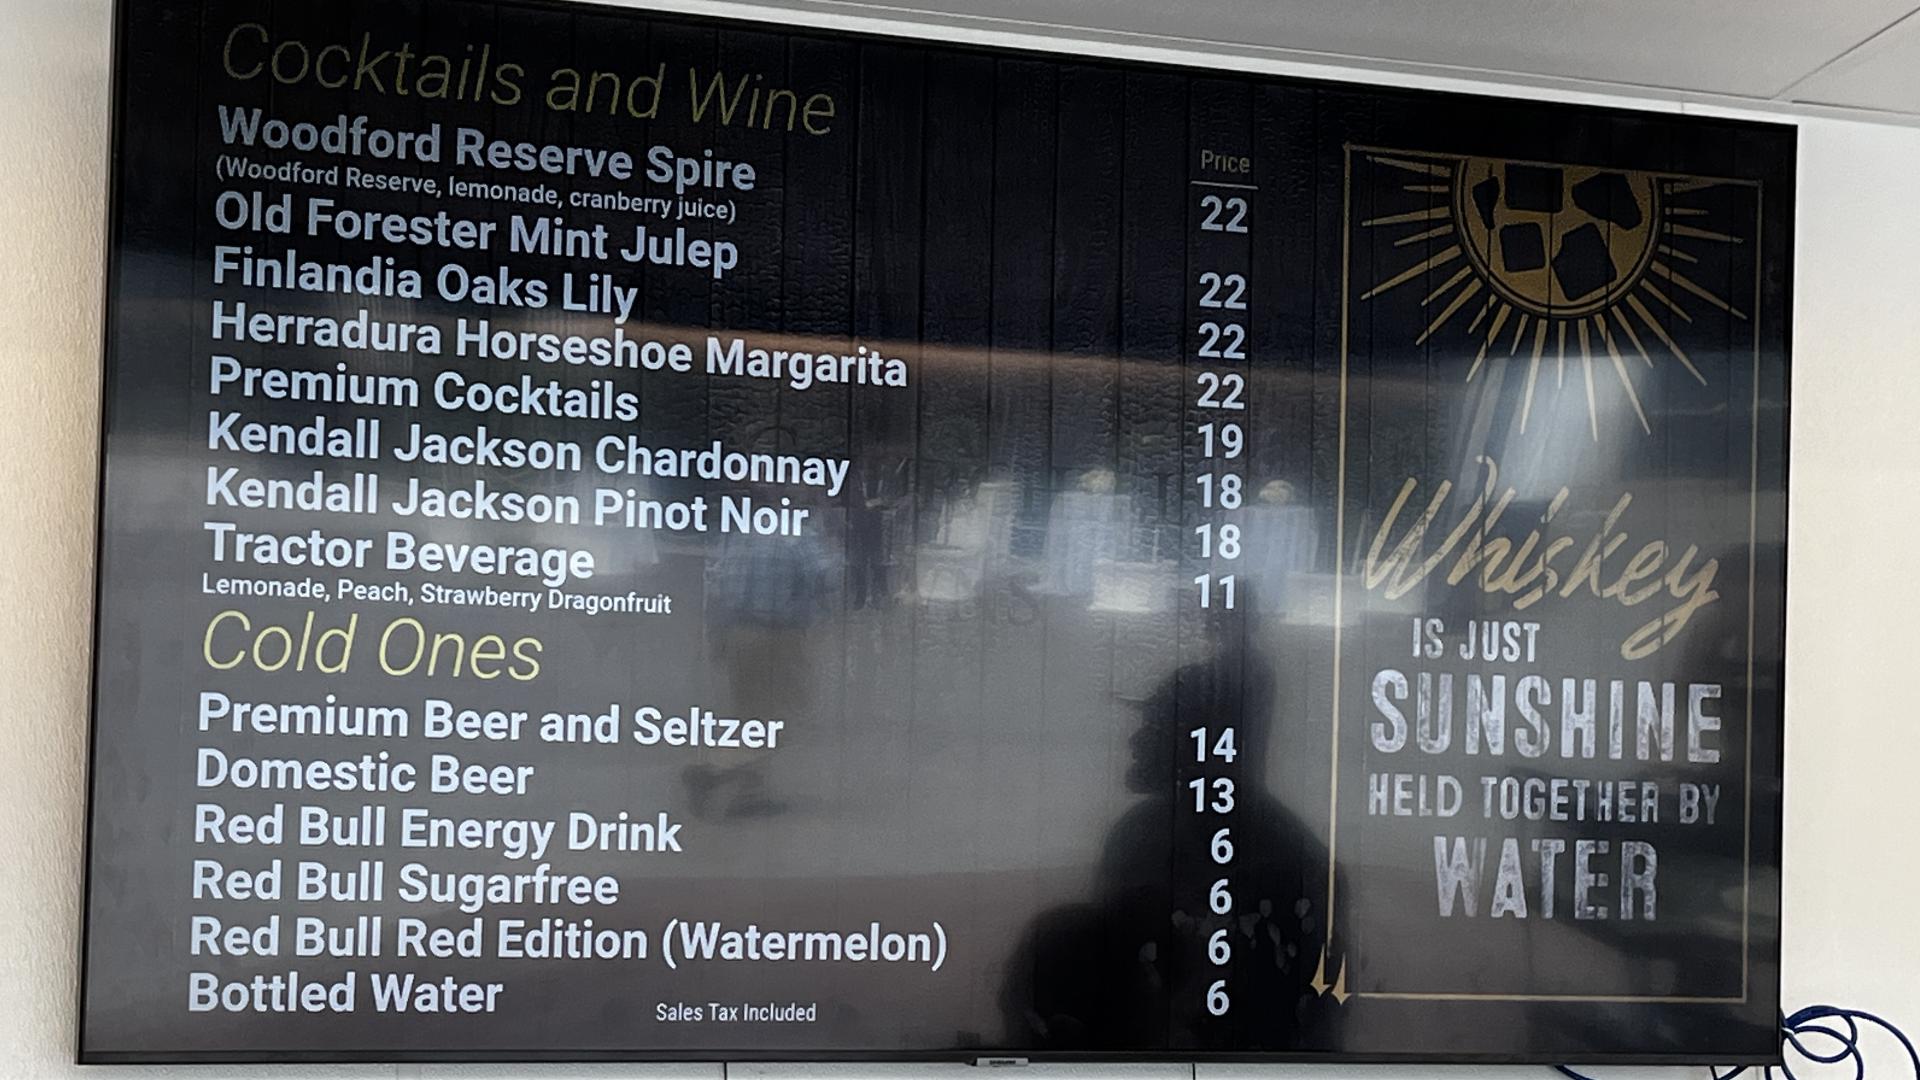 Cocktails and Wine
Price
Woodford Reserve Spire 22
(Woodford Reserve, lemonade, cranberry juice)
Old Forester Mint Julep 22
Finlandia Oaks Lily 22
Herradura Horseshoe Margarita 22
Premium Cocktails 19
Kendall Jackson Chardonnay 18
Kendall Jackson Pinot Noir 18
Tractor Beverage 11
Lemonade, Peach, Strawberry Dragonfruit
Cold Ones
Premium Beer and Seltzer 14
Domestic Beer 13
Red Bull Energy Drink 6
Red Bull Sugarfree 6
Red Bull Red Edition (Watermelon) 6
Bottled Water 6
Sales Tax Included
Whiskey
IS JUST
SUNSHINE
HELD TOGETHER BY
WATER
SAMSUNG